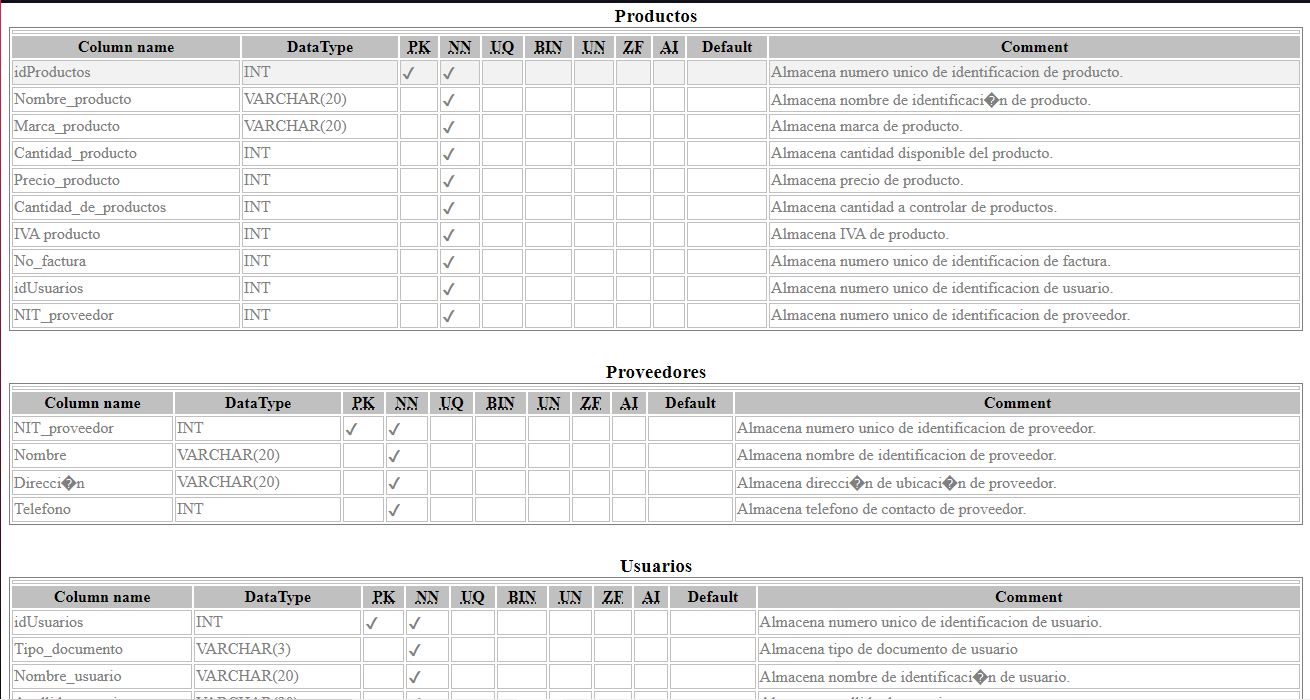 Productos
Column name DataType PK NN UQ BIN UN ZF AI Default Comment
idProductos INT ✓ ✓ Almacena numero unico de identificacion de producto.
Nombre_producto VARCHAR(20) ✓ Almacena nombre de identificaci�n de producto.
Marca_producto VARCHAR(20) ✓ Almacena marca de producto.
Cantidad_producto INT ✓ Almacena cantidad disponible del producto.
Precio_producto INT ✓ Almacena precio de producto.
Cantidad_de_productos INT ✓ Almacena cantidad a controlar de productos.
IVA producto INT ✓ Almacena IVA de producto.
No_factura INT ✓ Almacena numero unico de identificacion de factura.
idUsuarios INT ✓ Almacena numero unico de identificacion de usuario.
NIT_proveedor INT ✓ Almacena numero unico de identificacion de proveedor.
Proveedores
Column name DataType PK NN UQ BIN UN ZF AI Default Comment
NIT_proveedor INT ✓ ✓ Almacena numero unico de identificacion de proveedor.
Nombre VARCHAR(20) ✓ Almacena nombre de identificacion de proveedor.
Direcci�n VARCHAR(20) ✓ Almacena direcci�n de ubicaci�n de proveedor.
Telefono INT ✓ Almacena telefono de contacto de proveedor.
Usuarios
Column name DataType PK NN UQ BIN UN ZF AI Default Comment
idUsuarios INT ✓ ✓ Almacena numero unico de identificacion de usuario.
Tipo_documento VARCHAR(3) ✓ Almacena tipo de documento de usuario
Nombre_usuario VARCHAR(20) ✓ Almacena nombre de identificaci�n de usuario.